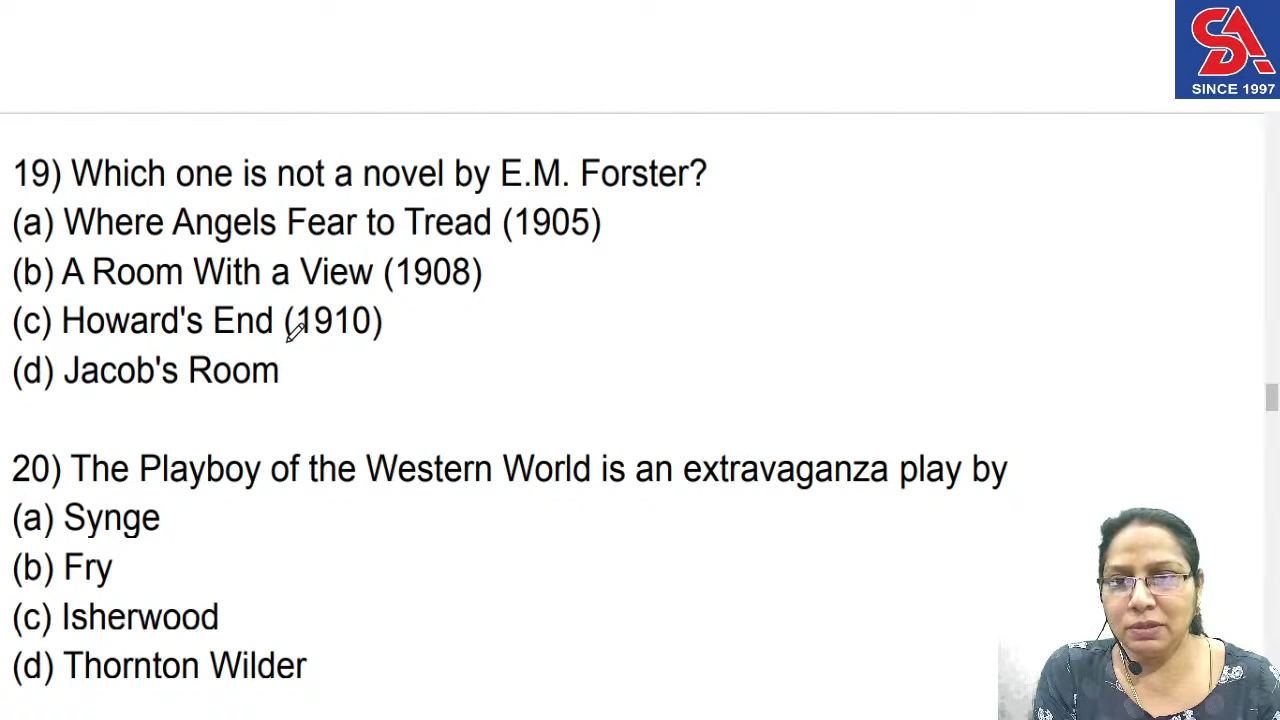 SA
SINCE 1997
19) Which one is not a novel by E.M. Forster?
(a) Where Angels Fear to Tread (1905)
(b) A Room With a View (1908)
(c) Howard's End (1910)
(d) Jacob's Room
20) The Playboy of the Western World is an extravaganza play by
(a) Synge
(b) Fry
(c) Isherwood
(d) Thornton Wilder